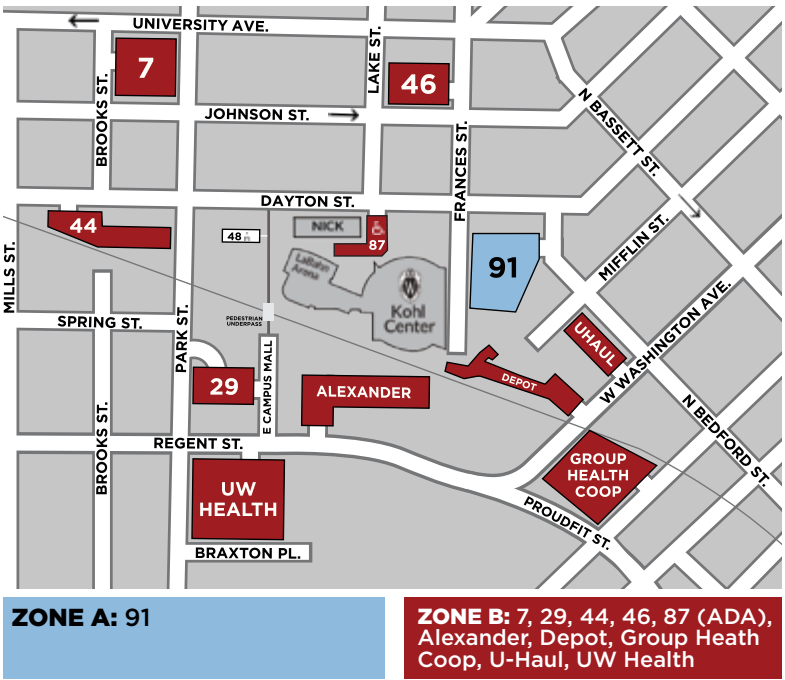 UNIVERSITY AVE.
7
LAKE ST.
46
BROOKS ST.
JOHNSON ST.
N BASSETT ST.
FRANCES ST.
DAYTON ST.
44
48
NICK
87
MILLS ST.
LaBahn
Arena
91
MIFFLIN ST.
Kohl
Center
W
PEDESTRIAN
UNDERPASS
SPRING ST.
PARK ST.
UHAUL
W WASHINGTON AVE.
29
E CAMPUS MALL
ALEXANDER
DEPOT
N BEDFORD ST.
BROOKS ST.
REGENT ST.
GROUP
HEALTH
COOP
UW
HEALTH
PROUDFIT ST.
BRAXTON PL.
ZONE A: 91
ZONE B: 7, 29, 44, 46, 87 (ADA),
Alexander, Depot, Group Heath
Coop, U-Haul, UW Health